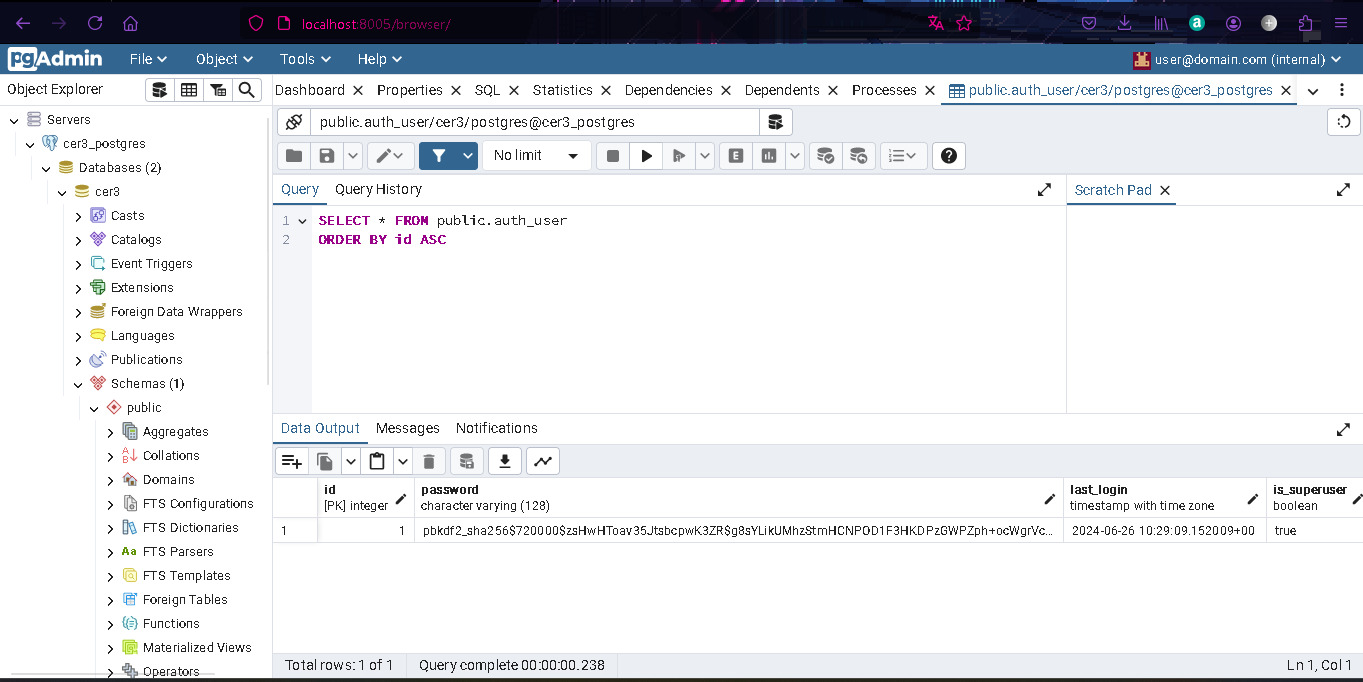 localhost:8005/browser/
pgAdmin File Object Tools Help user@domain.com (internal)
Object Explorer
Dashboard Properties SQL Statistics Dependencies Dependents Processes public.auth_user/cer3/postgres@cer3_postgres
Servers
cer3_postgres
Databases (2)
cer3
Casts
Catalogs
Event Triggers
Extensions
Foreign Data Wrappers
Languages
Publications
Schemas (1)
public
Aggregates
Collations
Domains
FTS Configurations
FTS Dictionaries
Aa FTS Parsers
FTS Templates
Foreign Tables
Functions
Materialized Views
Operators
public.auth_user/cer3/postgres@cer3_postgres
No limit
E
Query Query History
Scratch Pad
1 SELECT * FROM public.auth_user
2 ORDER BY id ASC
Data Output Messages Notifications
id password last_login is_superuser
[PK] integer character varying (128) timestamp with time zone boolean
1 1 pbkdf2_sha256$720000$ 2024-06-26 10:29:09.152009+00 true
Total rows: 1 of 1 Query complete 00:00:00.238 Ln 1, Col 1